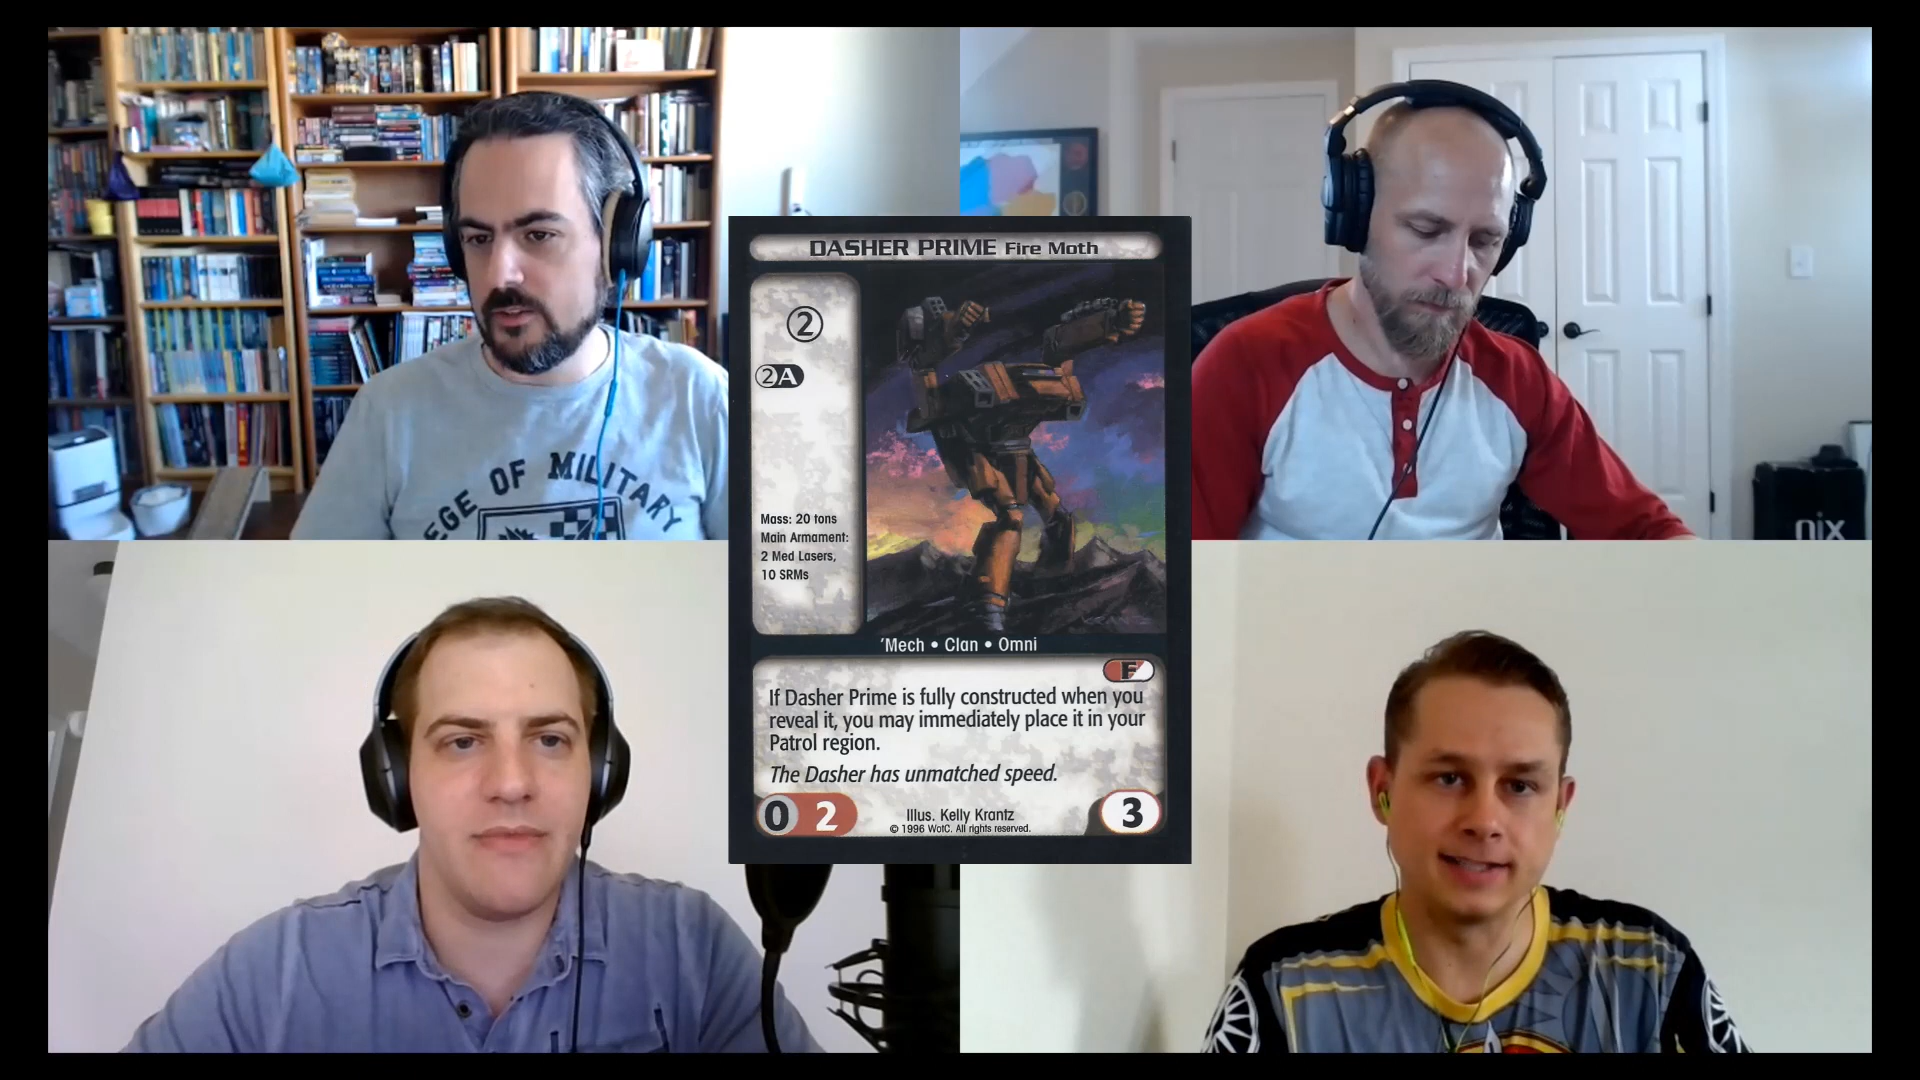 DASHER PRIME Fire Moth
2
2A
Mass: 20 tons
Main Armament:
2 Med Lasers,
10 SRMs
'Mech • Clan • Omni
F
If Dasher Prime is fully constructed when you
reveal it, you may immediately place it in your
Patrol region.
The Dasher has unmatched speed.
0 2
Illus. Kelly Krantz
© 1996 WotC. All rights reserved.
3
EGE OF MILITARY
nix